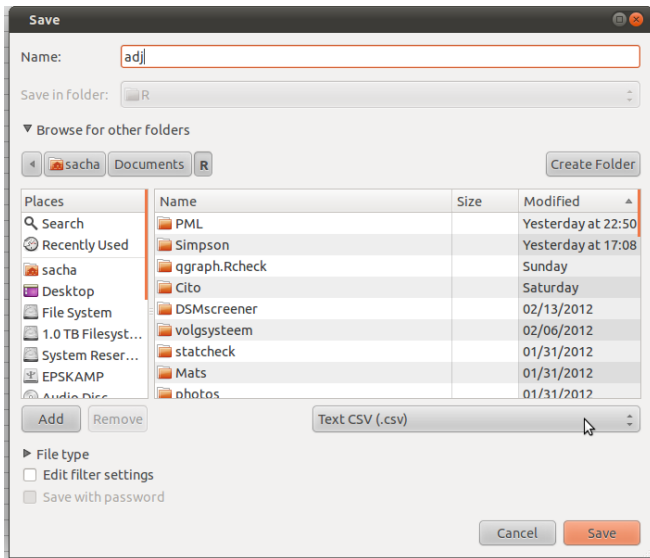 Save
Name: adj
Save in folder: R
Browse for other folders
sacha Documents R Create Folder
Places Name Size Modified
Search PML Yesterday at 22:50
Recently Used Simpson Yesterday at 17:08
sacha qgraph.Rcheck Sunday
Desktop Cito Saturday
File System DSMscreener 02/13/2012
1.0 TB Filesyst... volgsysteem 02/06/2012
System Reser... statcheck 01/31/2012
EPSKAMP Mats 01/31/2012
Audio Disc photos 01/31/2012
Add Remove Text CSV (.csv)
File type
Edit filter settings
Save with password
Cancel Save